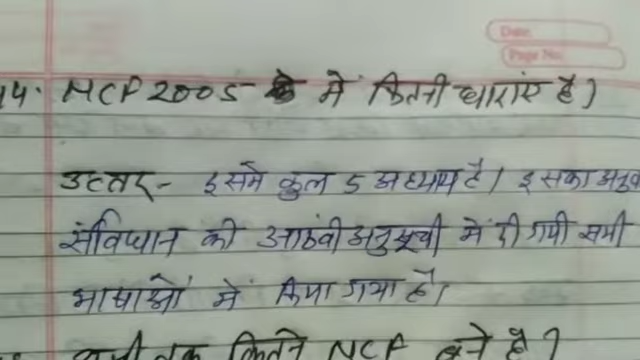 Date
Page No.
14. NCF 2005 में कितनी धाराएं है)
उत्तर- इसमे कुल 5 अध्याय है। इसका
संविधान की आठवी अनुसूची में दी गयी सभी
भाषाओं में किया गया है।
कितने NCF बने है?